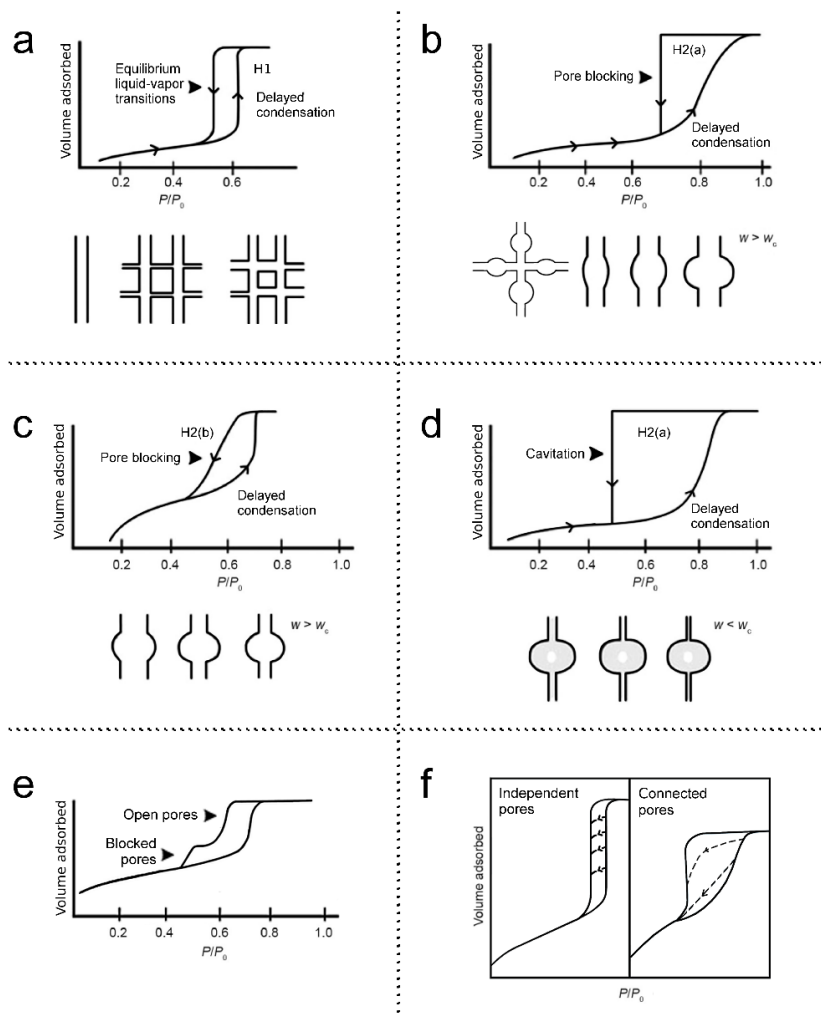 a
Volume adsorbed
Equilibrium
liquid-vapor
transitions
H1
Delayed
condensation
0.2 0.4 0.6
P/P₀
b
Volume adsorbed
Pore blocking
H2(a)
Delayed
condensation
0.2 0.4 0.6 0.8 1.0
P/P₀
w > wc
c
Volume adsorbed
H2(b)
Pore blocking
Delayed
condensation
0.2 0.4 0.6 0.8 1.0
P/P₀
w > wc
d
Volume adsorbed
Cavitation
H2(a)
Delayed
condensation
0.2 0.4 0.6 0.8 1.0
P/P₀
w < wc
e
Volume adsorbed
Open pores
Blocked
pores
0.2 0.4 0.6 0.8 1.0
P/P₀
f
Volume adsorbed
Independent
pores
Connected
pores
P/P₀